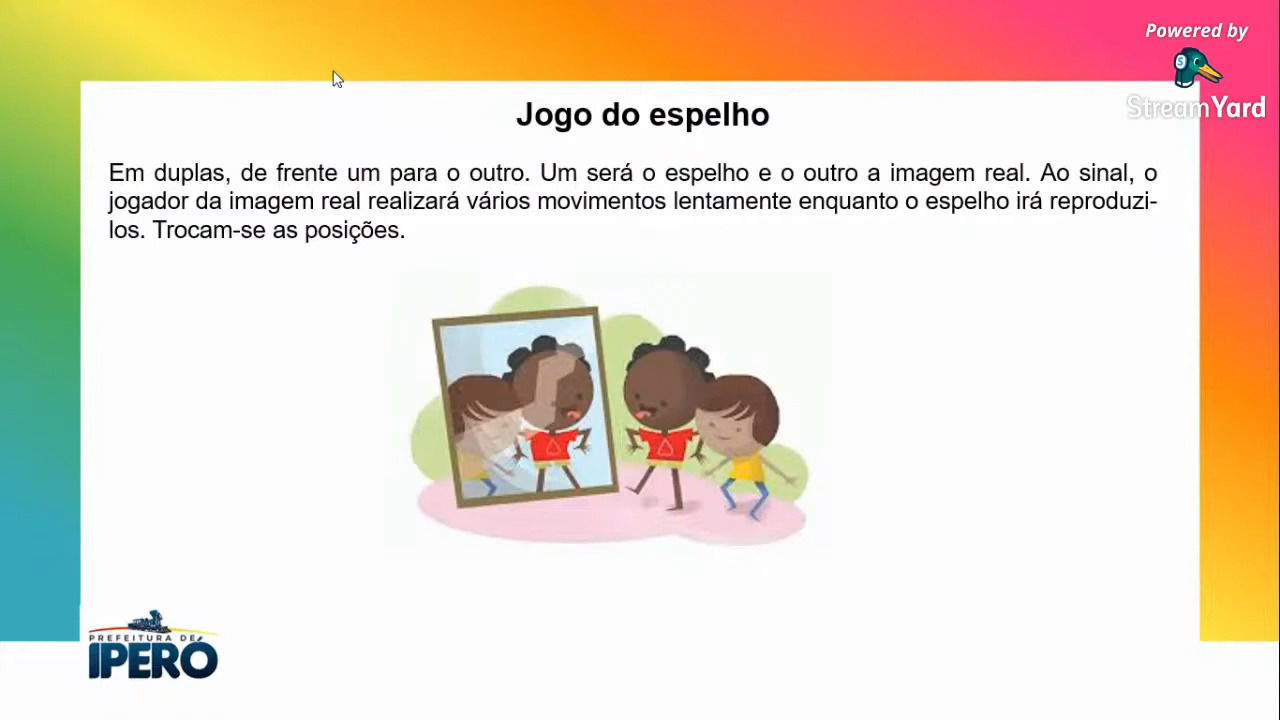 Powered by
StreamYard
Jogo do espelho
Em duplas, de frente um para o outro. Um será o espelho e o outro a imagem real. Ao sinal, o
jogador da imagem real realizará vários movimentos lentamente enquanto o espelho irá reproduzi-
los. Trocam-se as posições.
PREFEITURA DE
IPERÓ